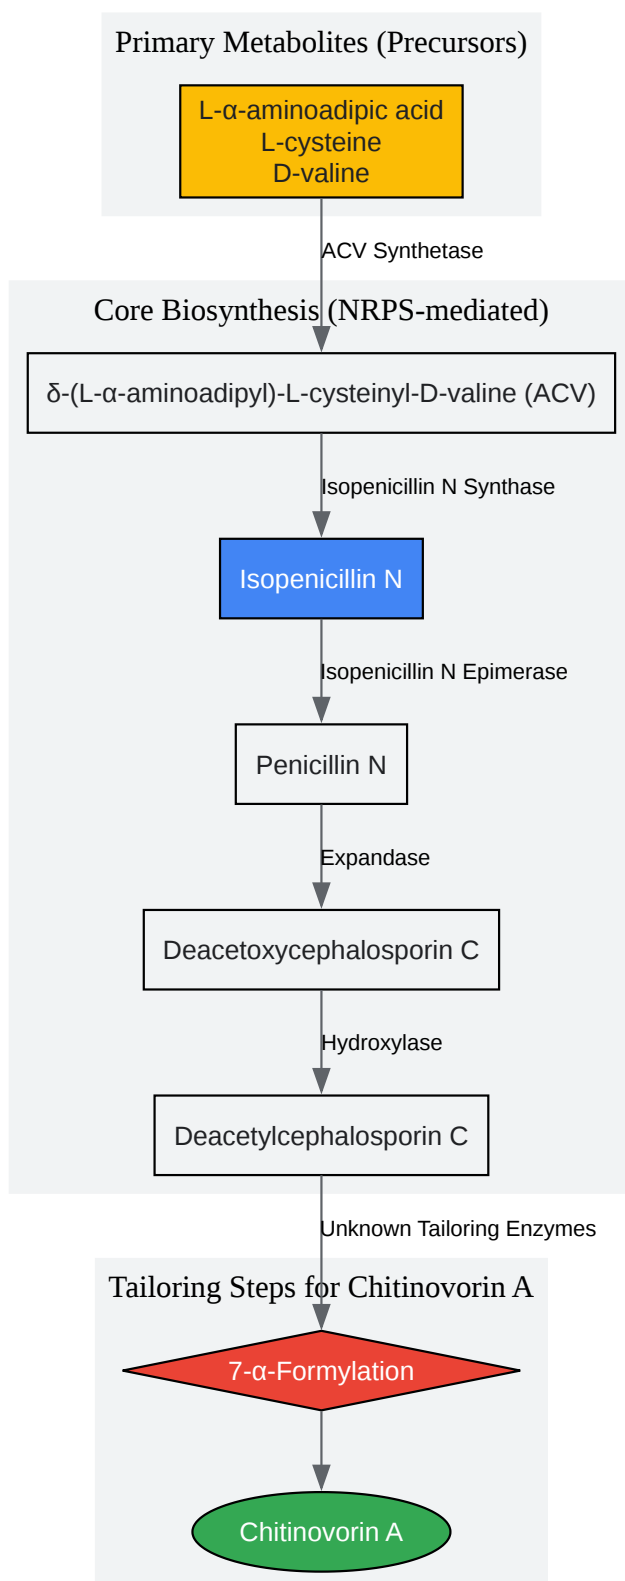 Primary Metabolites (Precursors)
L-α-aminoadipic acid
L-cysteine
D-valine
ACV Synthetase
Core Biosynthesis (NRPS-mediated)
δ-(L-α-aminoadipyl)-L-cysteinyl-D-valine (ACV)
Isopenicillin N Synthase
Isopenicillin N
Isopenicillin N Epimerase
Penicillin N
Expandase
Deacetoxycephalosporin C
Hydroxylase
Deacetylcephalosporin C
Unknown Tailoring Enzymes
Tailoring Steps for Chitinovorin A
7-α-Formylation
Chitinovorin A